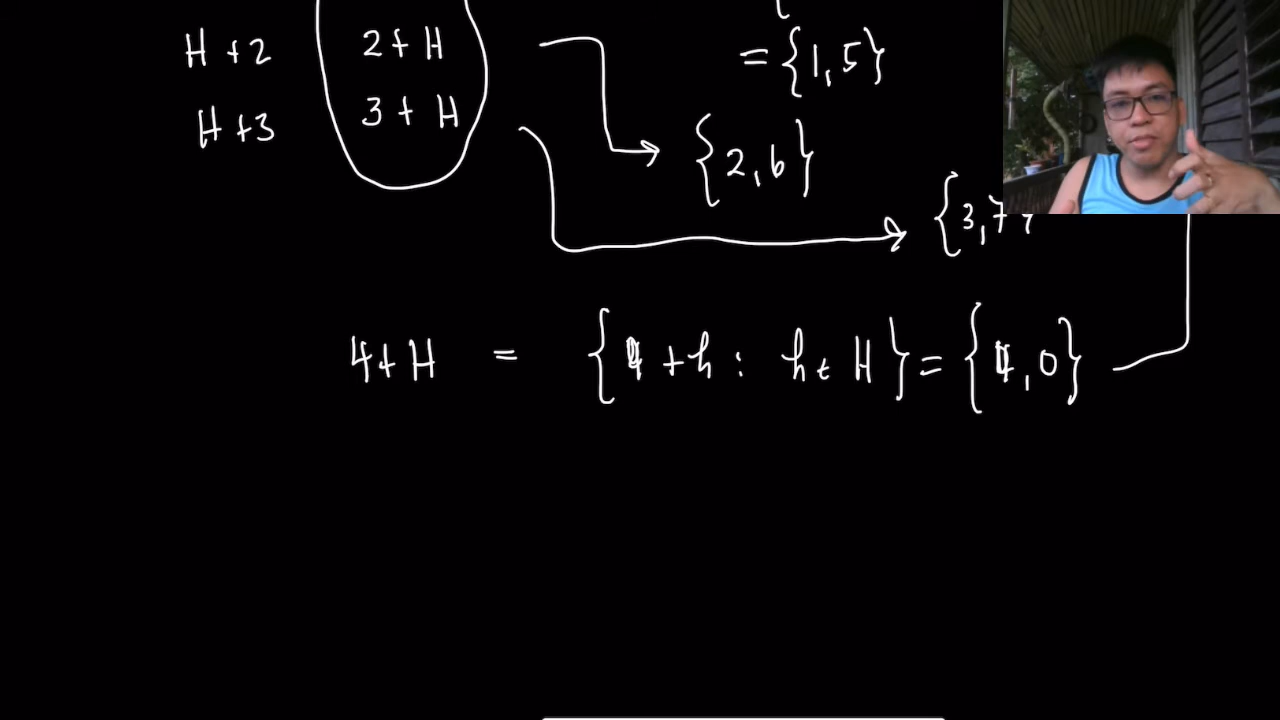 H + 2 2 + H = {1, 5}
H + 3 3 + H {2, 6}
{3, 7}
4 + H = {4 + h : h ∈ H} = {4, 0}